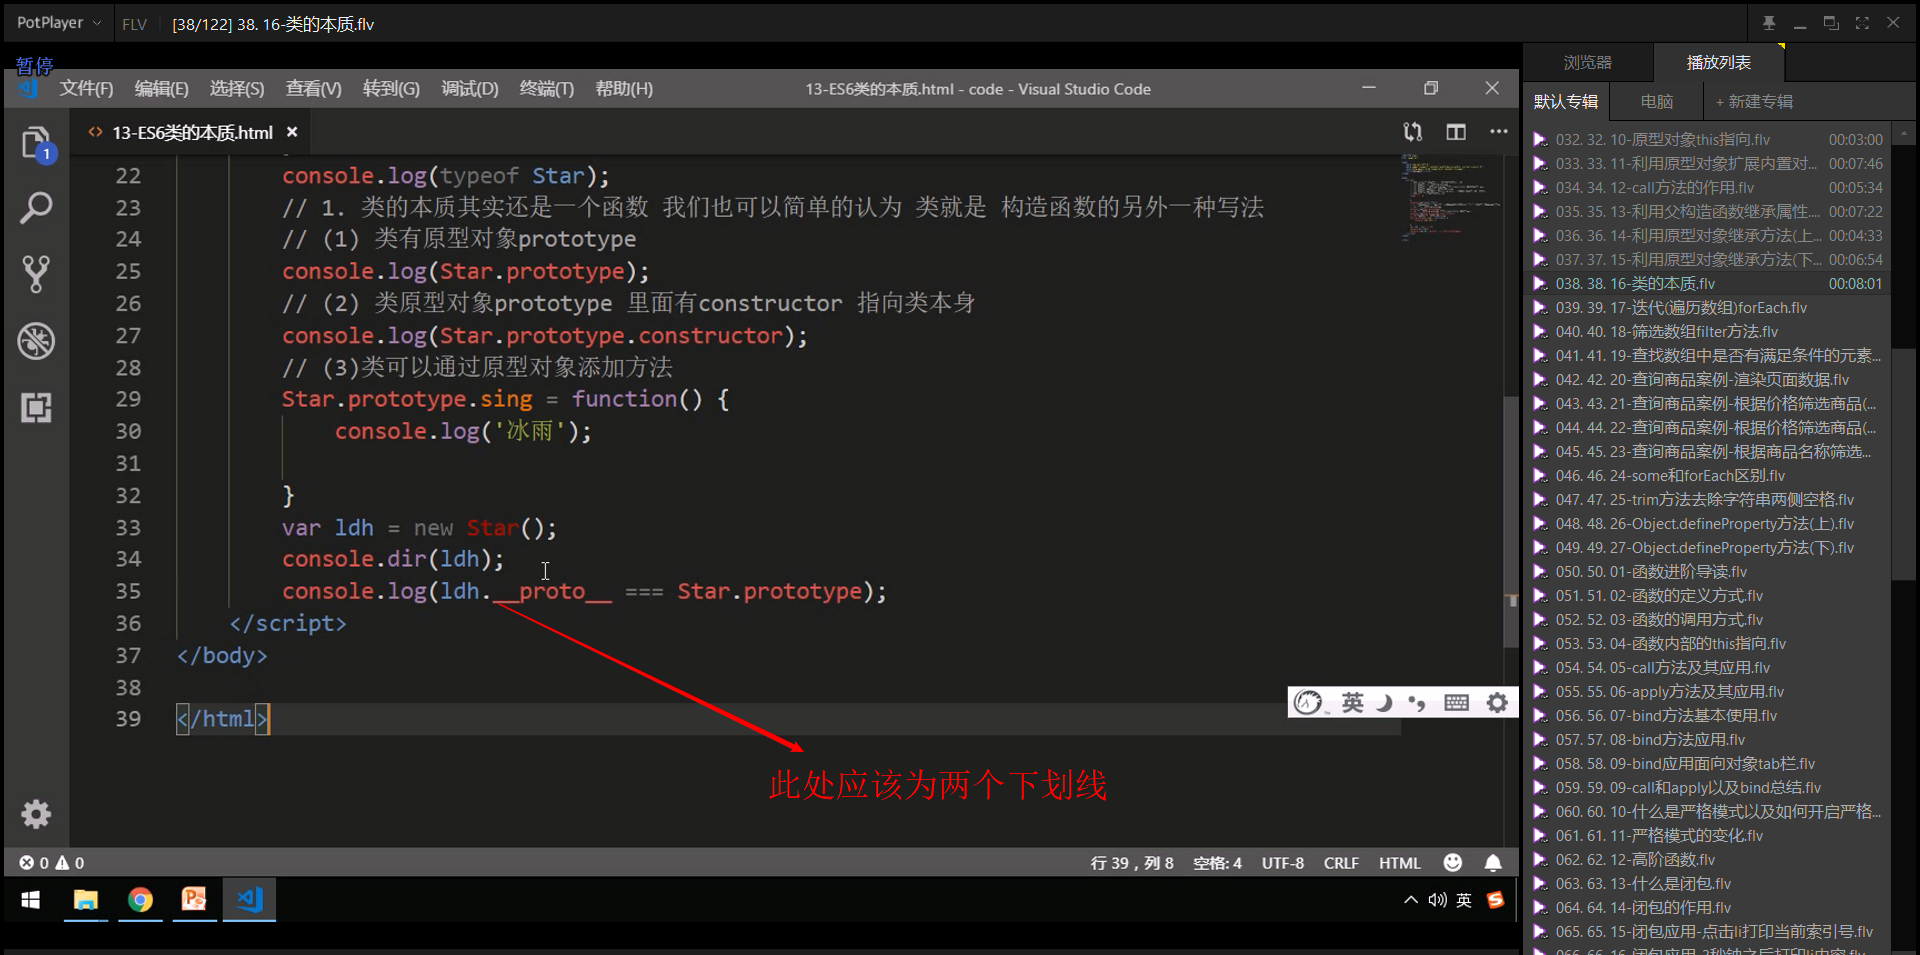 PotPlayer
FLV
[38/122] 38. 16-类的本质.flv
暂停
文件(F) 编辑(E) 选择(S) 查看(V) 转到(G) 调试(D) 终端(T) 帮助(H)
13-ES6类的本质.html - code - Visual Studio Code
1
<> 13-ES6类的本质.html ×
22 console.log(typeof Star);
23 // 1. 类的本质其实还是一个函数 我们也可以简单的认为 类就是 构造函数的另外一种写法
24 // (1) 类有原型对象prototype
25 console.log(Star.prototype);
26 // (2) 类原型对象prototype 里面有constructor 指向类本身
27 console.log(Star.prototype.constructor);
28 // (3)类可以通过原型对象添加方法
29 Star.prototype.sing = function() {
30 console.log('冰雨');
31
32 }
33 var ldh = new Star();
34 console.dir(ldh);
35 console.log(ldh.__proto__ === Star.prototype);
36 </script>
37 </body>
38
39 </html>
此处应该为两个下划线
英
0 0
行 39，列 8 空格: 4 UTF-8 CRLF HTML
英
浏览器 播放列表
默认专辑 电脑 + 新建专辑
032. 32. 10-原型对象this指向.flv 00:03:00
033. 33. 11-利用原型对象扩展内置对... 00:07:46
034. 34. 12-call方法的作用.flv 00:05:34
035. 35. 13-利用父构造函数继承属性.... 00:07:22
036. 36. 14-利用原型对象继承方法(上... 00:04:33
037. 37. 15-利用原型对象继承方法(下... 00:06:54
038. 38. 16-类的本质.flv 00:08:01
039. 39. 17-迭代(遍历数组)forEach.flv
040. 40. 18-筛选数组filter方法.flv
041. 41. 19-查找数组中是否有满足条件的元素...
042. 42. 20-查询商品案例-渲染页面数据.flv
043. 43. 21-查询商品案例-根据价格筛选商品(...
044. 44. 22-查询商品案例-根据价格筛选商品(...
045. 45. 23-查询商品案例-根据商品名称筛选...
046. 46. 24-some和forEach区别.flv
047. 47. 25-trim方法去除字符串两侧空格.flv
048. 48. 26-Object.defineProperty方法(上).flv
049. 49. 27-Object.defineProperty方法(下).flv
050. 50. 01-函数进阶导读.flv
051. 51. 02-函数的定义方式.flv
052. 52. 03-函数的调用方式.flv
053. 53. 04-函数内部的this指向.flv
054. 54. 05-call方法及其应用.flv
055. 55. 06-apply方法及其应用.flv
056. 56. 07-bind方法基本使用.flv
057. 57. 08-bind方法应用.flv
058. 58. 09-bind应用面向对象tab栏.flv
059. 59. 09-call和apply以及bind总结.flv
060. 60. 10-什么是严格模式以及如何开启严格...
061. 61. 11-严格模式的变化.flv
062. 62. 12-高阶函数.flv
063. 63. 13-什么是闭包.flv
064. 64. 14-闭包的作用.flv
065. 65. 15-闭包应用-点击li打印当前索引号.flv